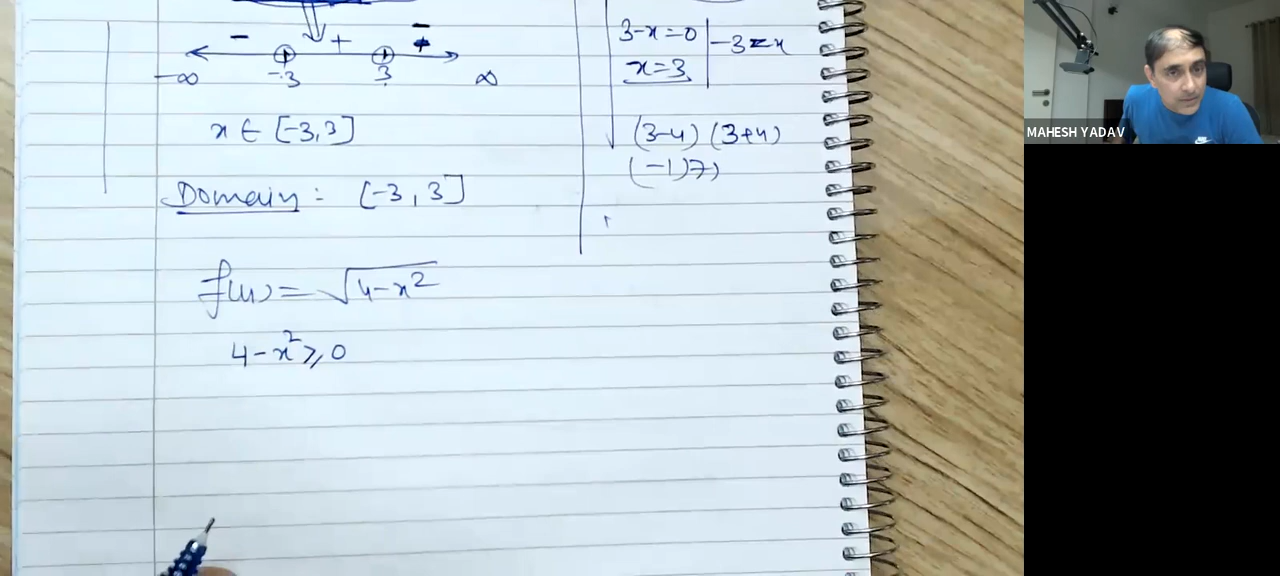 - + -
-∞ -3 3 ∞
x ∈ [-3, 3]
Domain : [-3, 3]
f(x) = √4-x²
4-x² ≥ 0
3-x=0 -3=x
x=3
(3-4) (3+4)
(-1)7)
MAHESH YADAV